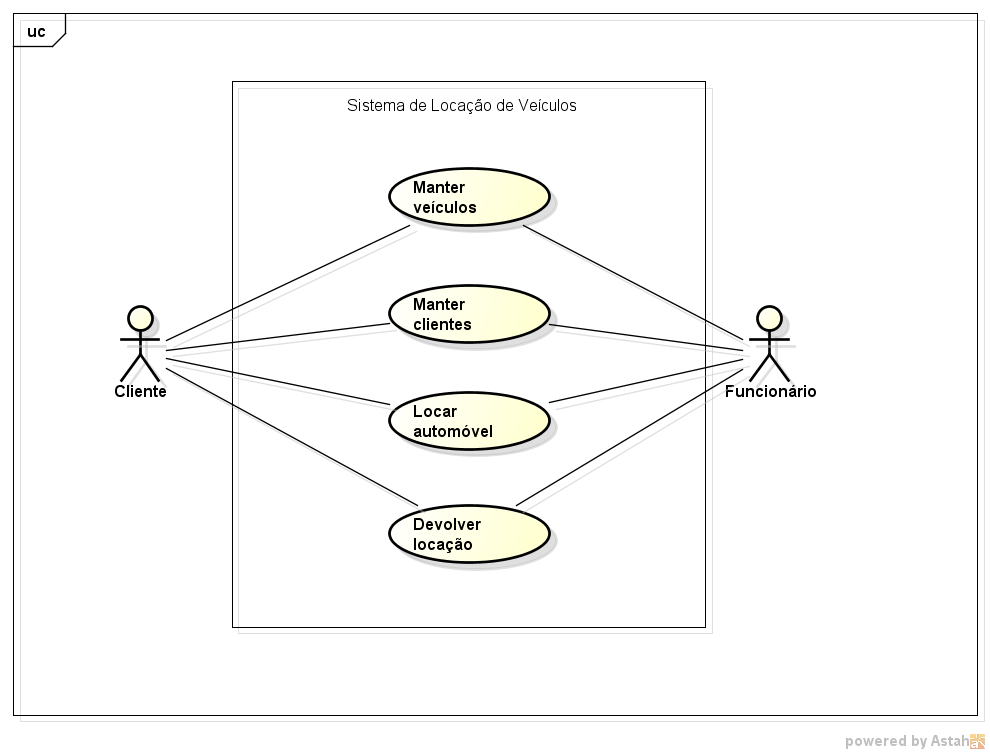 uc
Sistema de Locação de Veículos
Manter
veículos
Manter
clientes
Cliente
Funcionário
Locar
automóvel
Devolver
locação
powered by Astah